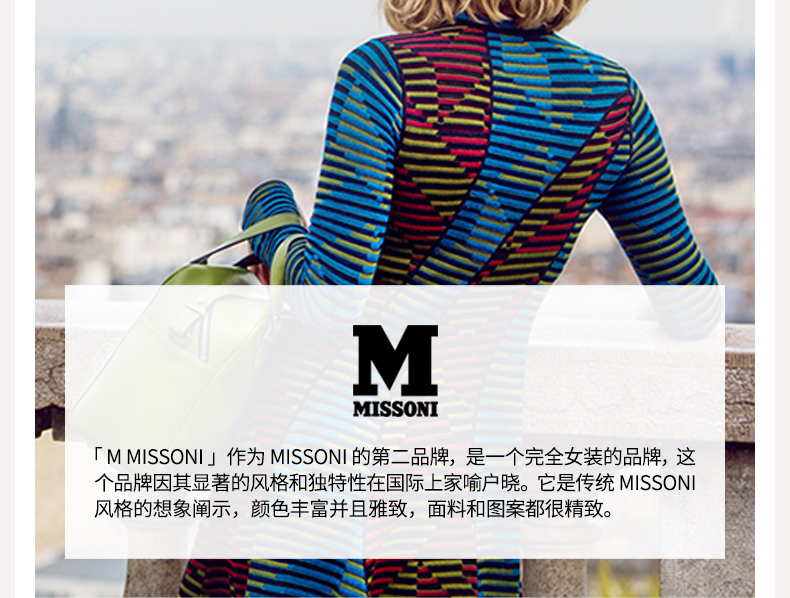 M
MISSONI
「M MISSONI」作为 MISSONI 的第二品牌，是一个完全女装的品牌，这
个品牌因其显著的风格和独特性在国际上家喻户晓。它是传统 MISSONI
风格的想象阐示，颜色丰富并且雅致，面料和图案都很精致。